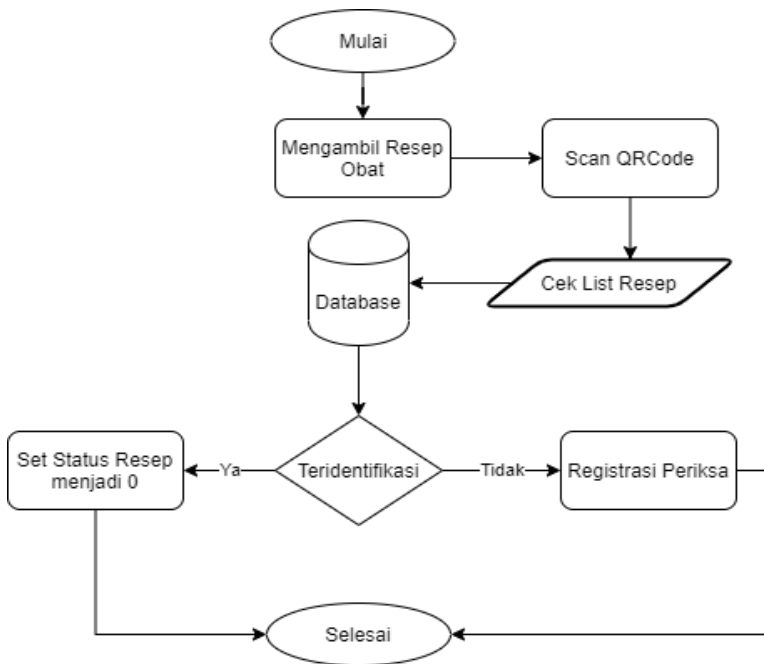 Mulai
Mengambil Resep
Obat
Scan QRCode
Cek List Resep
Database
Set Status Resep
menjadi 0
Ya
Teridentifikasi
Tidak
Registrasi Periksa
Selesai